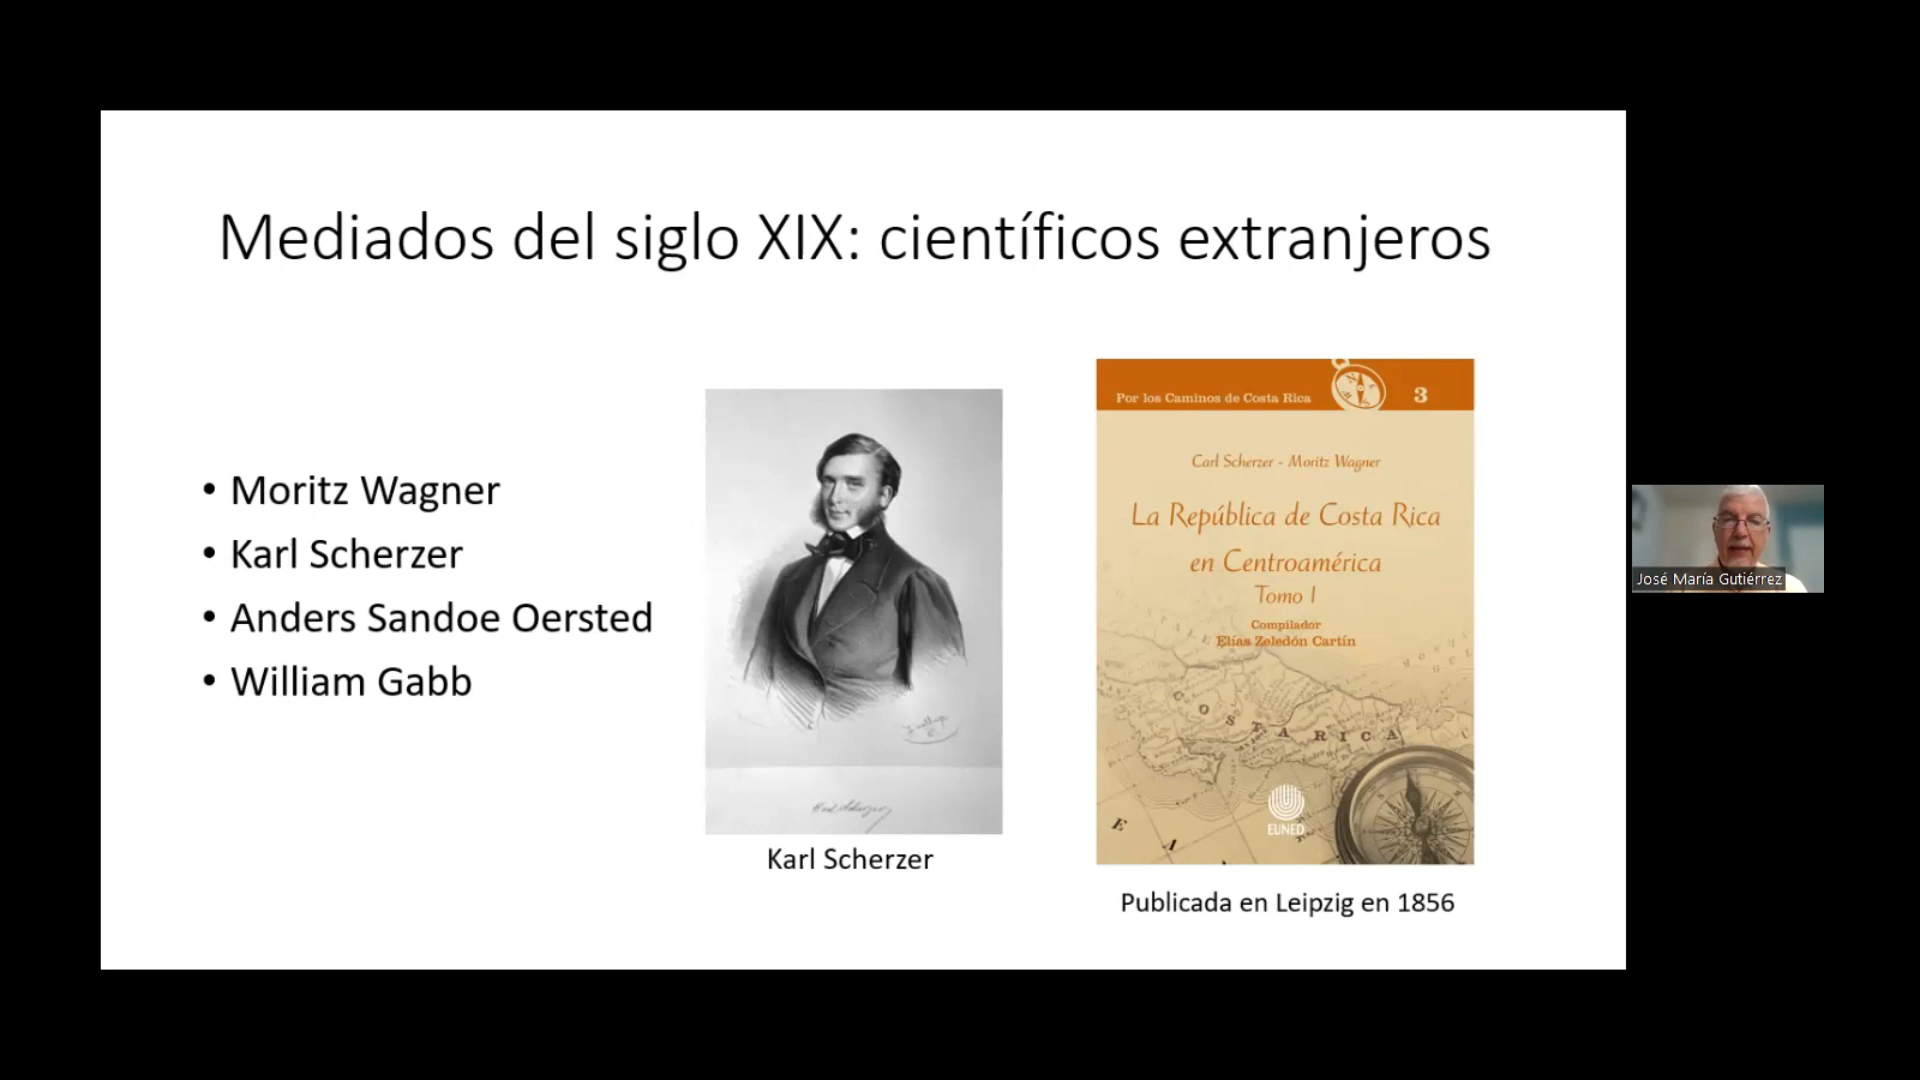 Mediados del siglo XIX: científicos extranjeros
• Moritz Wagner
• Karl Scherzer
• Anders Sandoe Oersted
• William Gabb
Karl Scherzer
Karl Scherzer
Por los Caminos de Costa Rica
3
Carl Scherzer - Moritz Wagner
La República de Costa Rica
en Centroamérica
Tomo I
Compilador
Elías Zeledón Cartín
COSTA RICA
EUNED
Publicada en Leipzig en 1856
José María Gutiérrez